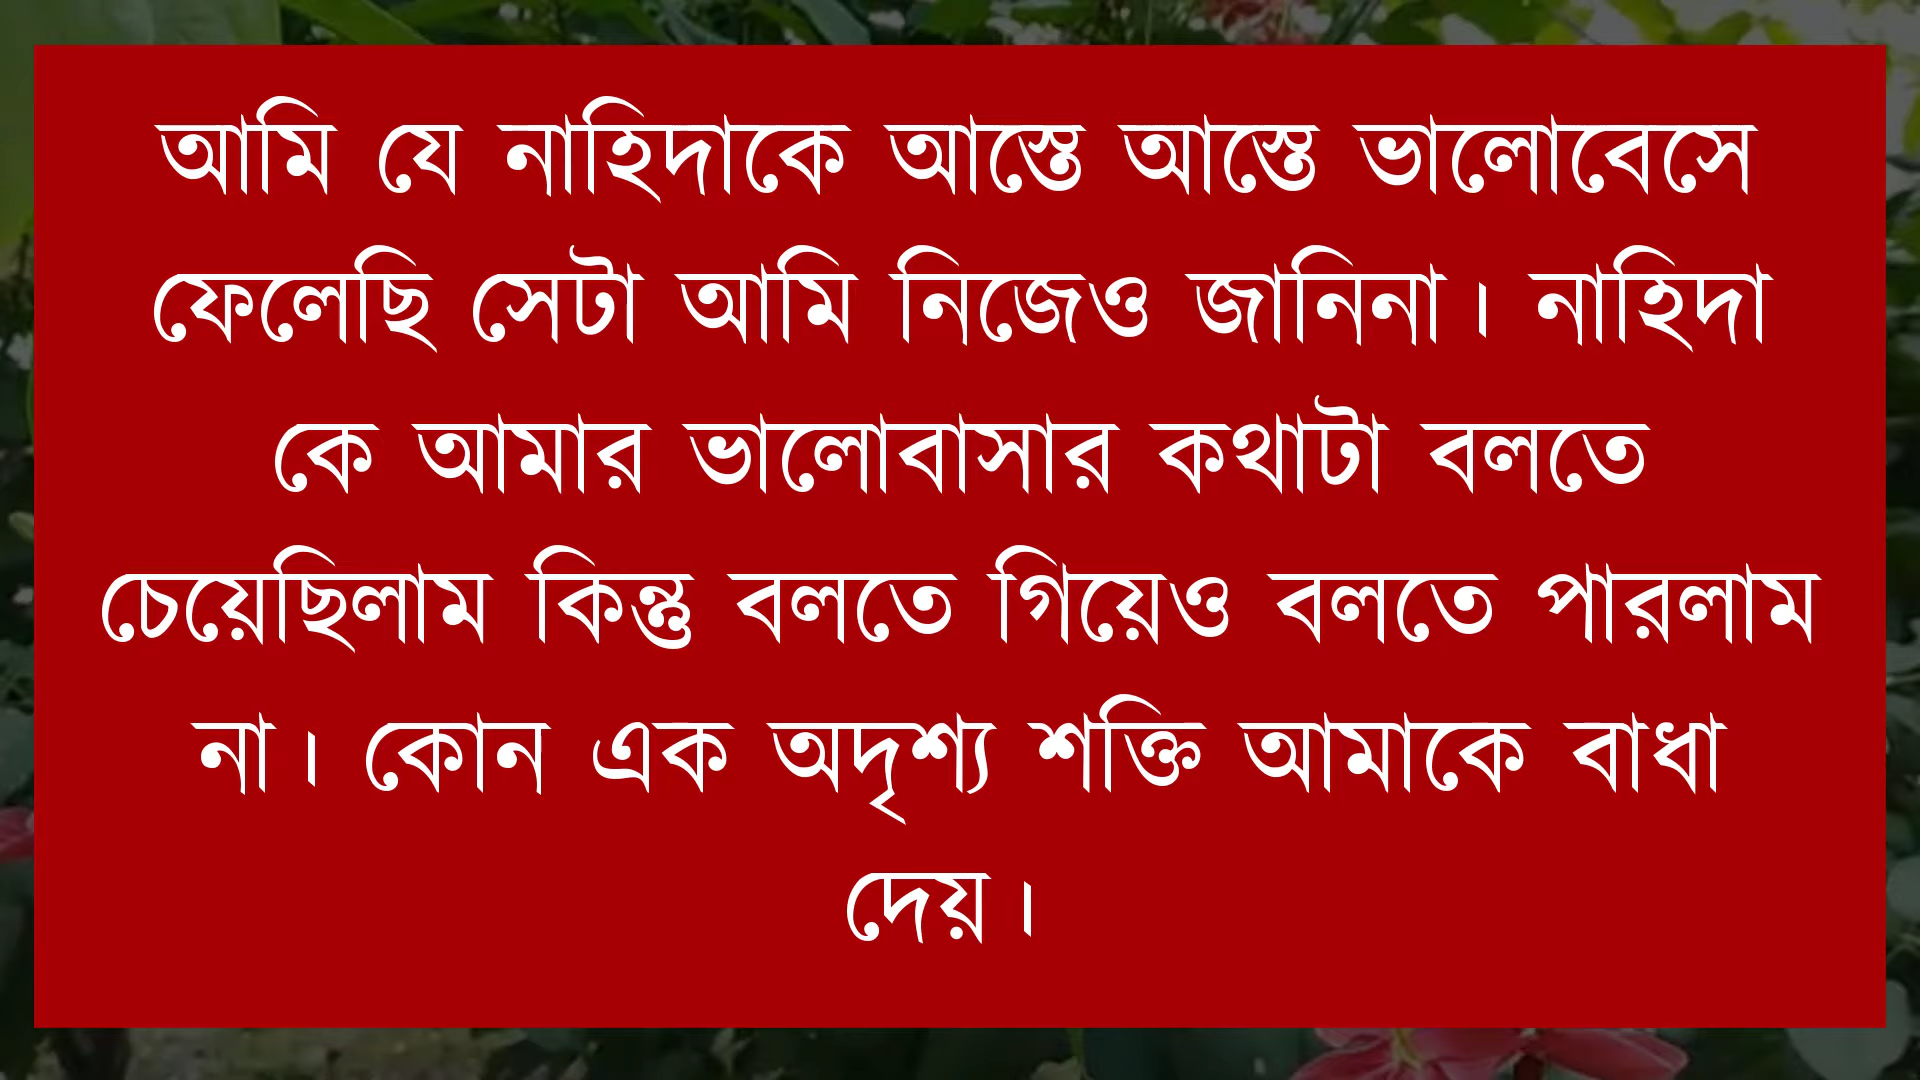 আমি যে নাহিদাকে আস্তে আস্তে ভালোবেসে
ফেলেছি সেটা আমি নিজেও জানিনা। নাহিদা
কে আমার ভালোবাসার কথাটা বলতে
চেয়েছিলাম কিন্তু বলতে গিয়েও বলতে পারলাম
না। কোন এক অদৃশ্য শক্তি আমাকে বাধা
দেয়।